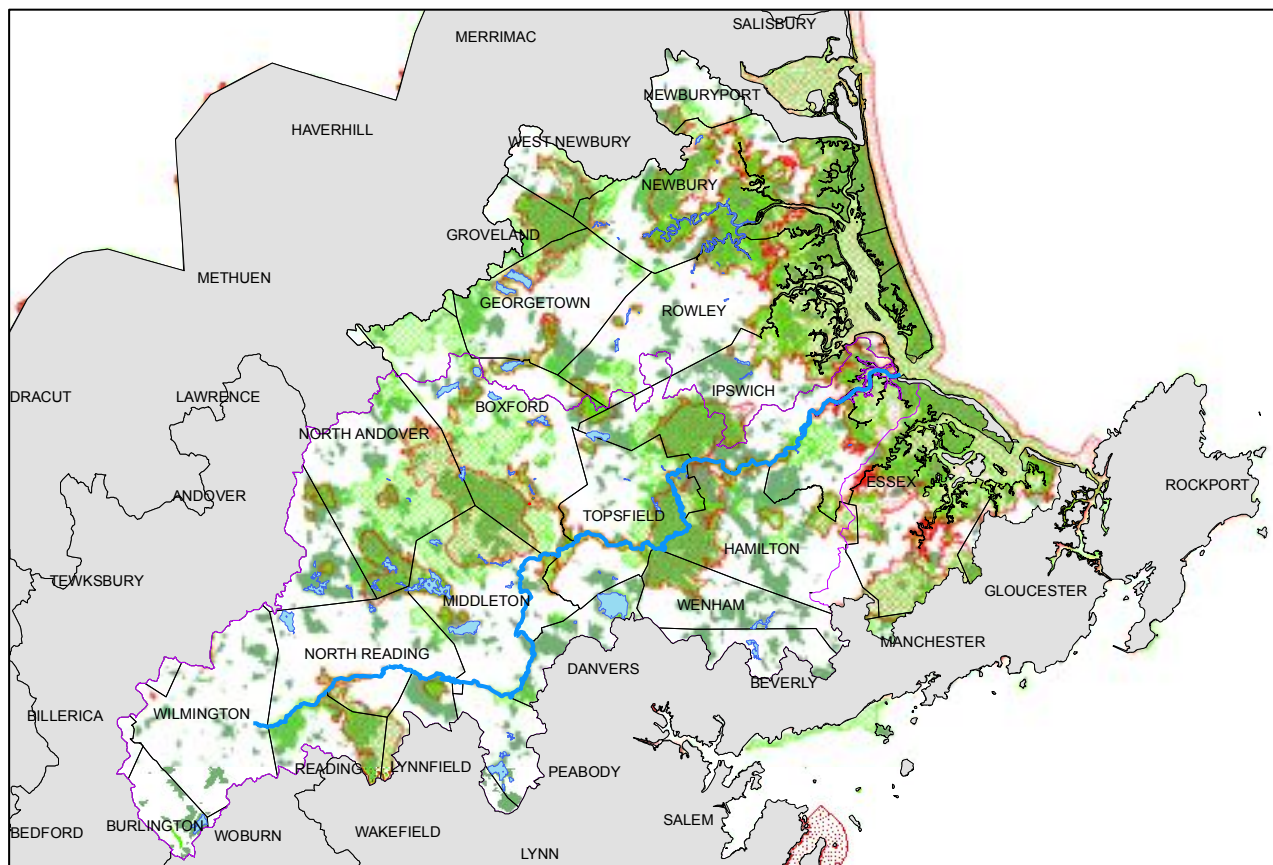 SALISBURY
MERRIMAC
NEWBURYPORT
HAVERHILL
WEST NEWBURY
NEWBURY
GROVELAND
METHUEN
GEORGETOWN
ROWLEY
IPSWICH
DRACUT
LAWRENCE
BOXFORD
NORTH ANDOVER
ESSEX
ROCKPORT
ANDOVER
TOPSFIELD
HAMILTON
TEWKSBURY
GLOUCESTER
MIDDLETON
WENHAM
MANCHESTER
NORTH READING
DANVERS
BEVERLY
BILLERICA
WILMINGTON
READING
LYNNFIELD
PEABODY
SALEM
BEDFORD
BURLINGTON
WOBURN
WAKEFIELD
LYNN